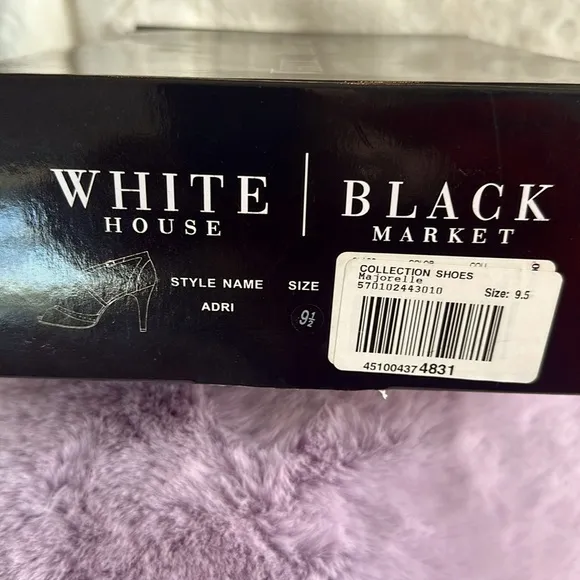 WHITE HOUSE | BLACK MARKET
STYLE NAME
ADRI
SIZE
9½
COLLECTION SHOES
Majorelle
570102443010
Size: 9.5
451004374831